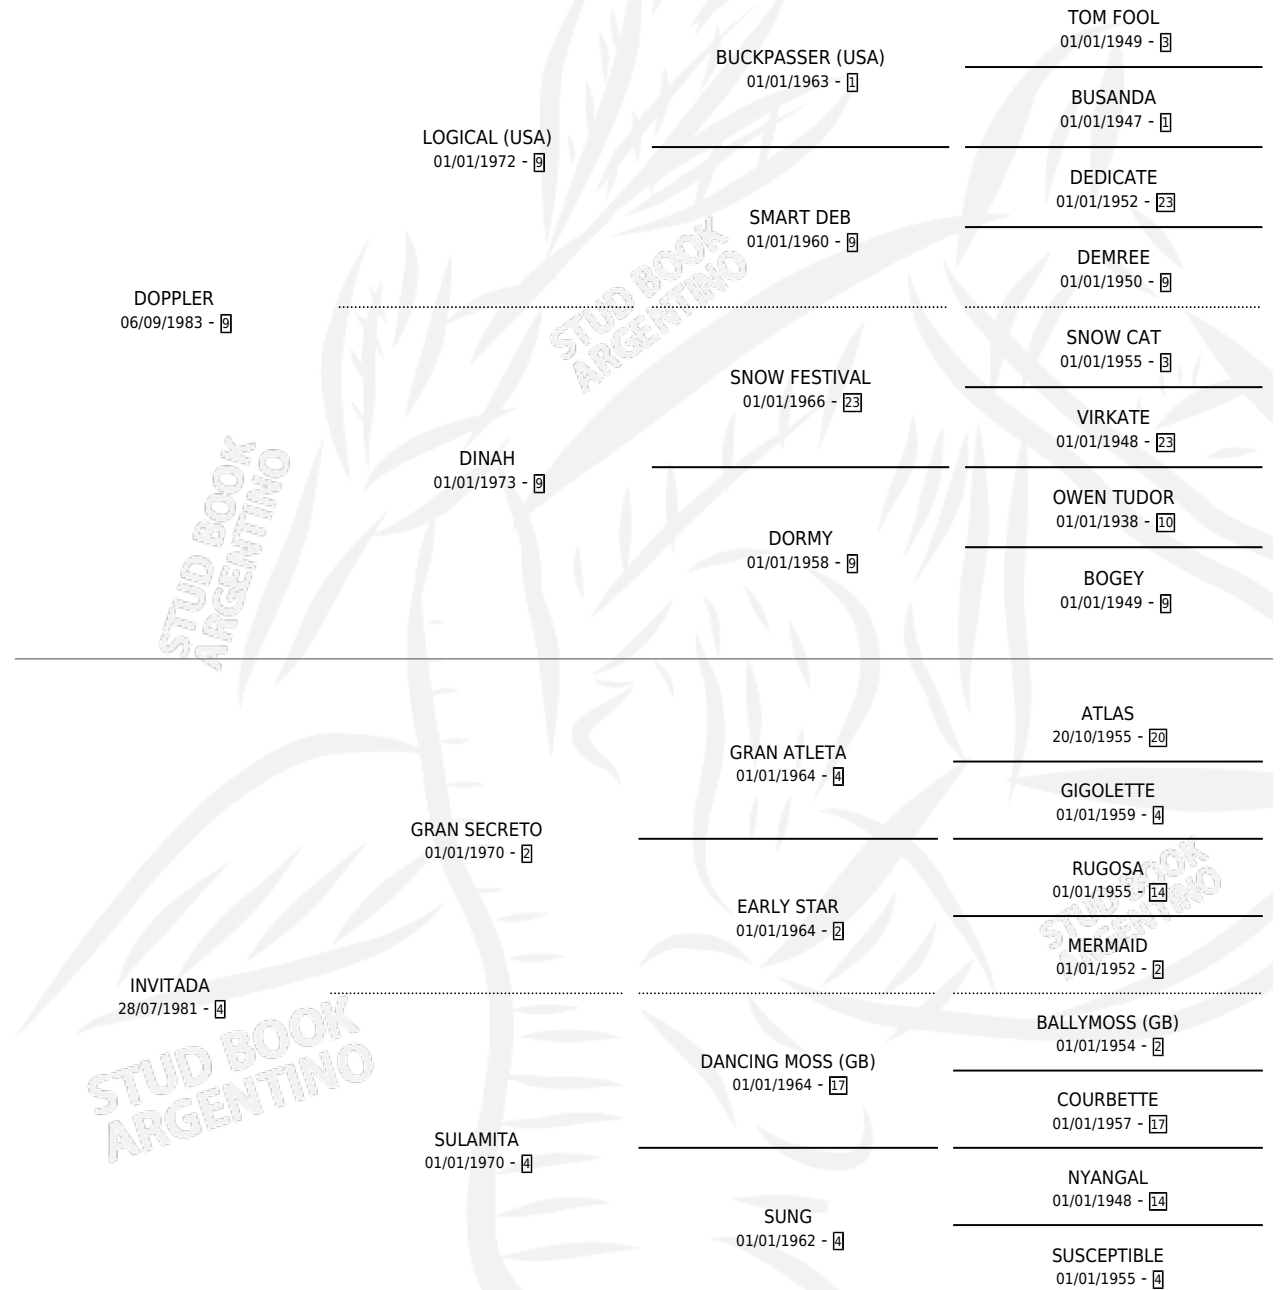 TOM FOOL
01/01/1949 - 3
BUCKPASSER (USA)
01/01/1963 - 1
BUSANDA
01/01/1947 - 1
LOGICAL (USA)
01/01/1972 - 9
DEDICATE
01/01/1952 - 23
SMART DEB
01/01/1960 - 9
DEMREE
01/01/1950 - 9
DOPPLER
06/09/1983 - 9
SNOW CAT
01/01/1955 - 3
SNOW FESTIVAL
01/01/1966 - 23
VIRKATE
01/01/1948 - 23
DINAH
01/01/1973 - 9
OWEN TUDOR
01/01/1938 - 10
DORMY
01/01/1958 - 9
BOGEY
01/01/1949 - 9
ATLAS
20/10/1955 - 20
GRAN ATLETA
01/01/1964 - 4
GIGOLETTE
01/01/1959 - 4
GRAN SECRETO
01/01/1970 - 2
RUGOSA
01/01/1955 - 14
EARLY STAR
01/01/1964 - 2
MERMAID
01/01/1952 - 2
INVITADA
28/07/1981 - 4
BALLYMOSS (GB)
01/01/1954 - 2
DANCING MOSS (GB)
01/01/1964 - 17
COURBETTE
01/01/1957 - 17
SULAMITA
01/01/1970 - 4
NYANGAL
01/01/1948 - 14
SUNG
01/01/1962 - 4
SUSCEPTIBLE
01/01/1955 - 4
STUD BOOK
ARGENTINO
STUD BOOK
ARGENTINO
STUD BOOK
ARGENTINO
STUD BOOK
ARGENTINO